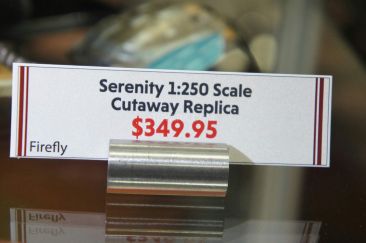 Serenity 1:250 Scale
Cutaway Replica
$349.95
Firefly